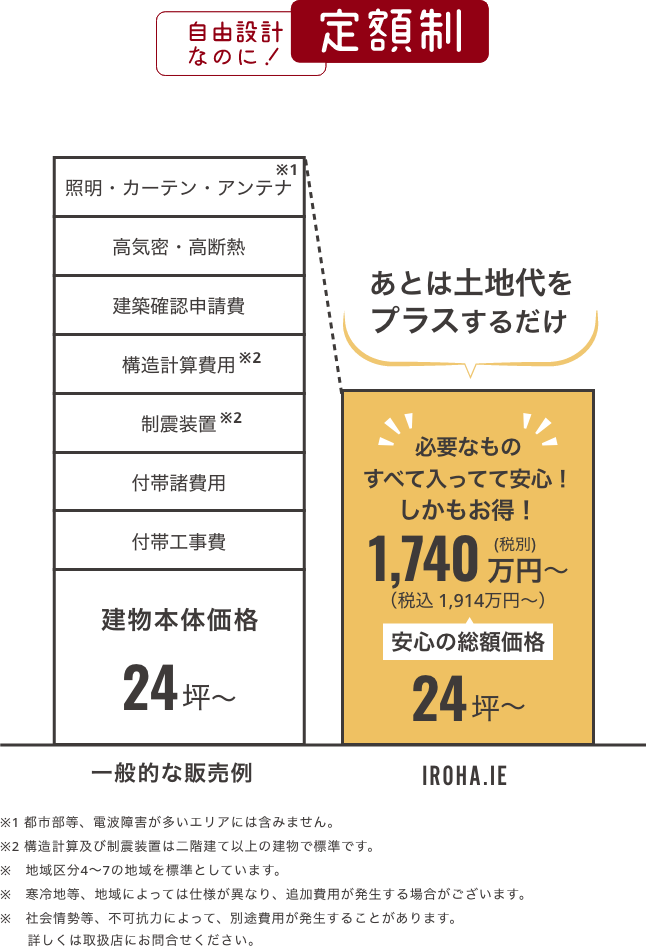 自由設計
なのに！
定額制
※1
照明・カーテン・アンテナ
高気密・高断熱
建築確認申請費
構造計算費用※2
制震装置※2
付帯諸費用
付帯工事費
建物本体価格
24坪〜
一般的な販売例
あとは土地代を
プラスするだけ
必要なもの
すべて入ってて安心！
しかもお得！
1,740万円〜(税別)
（税込 1,914万円〜）
安心の総額価格
24坪〜
IROHA.IE
※1 都市部等、電波障害が多いエリアには含みません。
※2 構造計算及び制震装置は二階建て以上の建物で標準です。
※　地域区分4〜7の地域を標準としています。
※　寒冷地等、地域によっては仕様が異なり、追加費用が発生する場合がございます。
※　社会情勢等、不可抗力によって、別途費用が発生することがあります。
詳しくは取扱店にお問合せください。